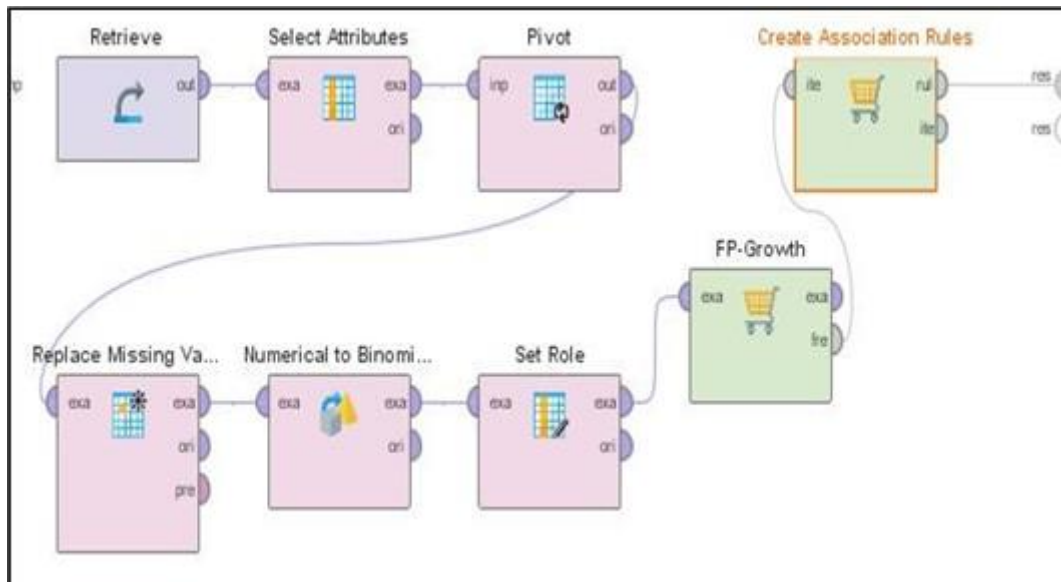 Retrieve
Select Attributes
Pivot
Create Association Rules
out
exa
exa
ori
inp
out
ori
ite
rul
ite
res
res
FP-Growth
exa
exa
fre
Replace Missing Va...
Numerical to Binomi...
Set Role
exa
exa
ori
pre
exa
exa
ori
exa
exa
ori